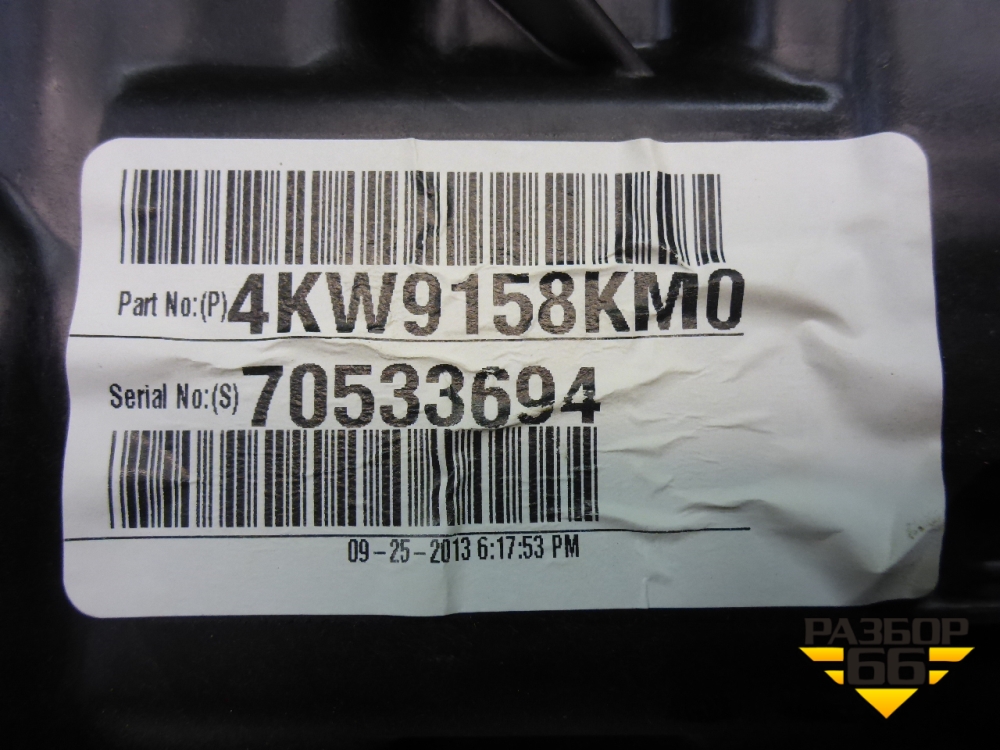 Part No:(P) 4KW9158KM0
Serial No:(S) 70533694
09-25-2013 6:17:53 PM
РАЗБОР
66